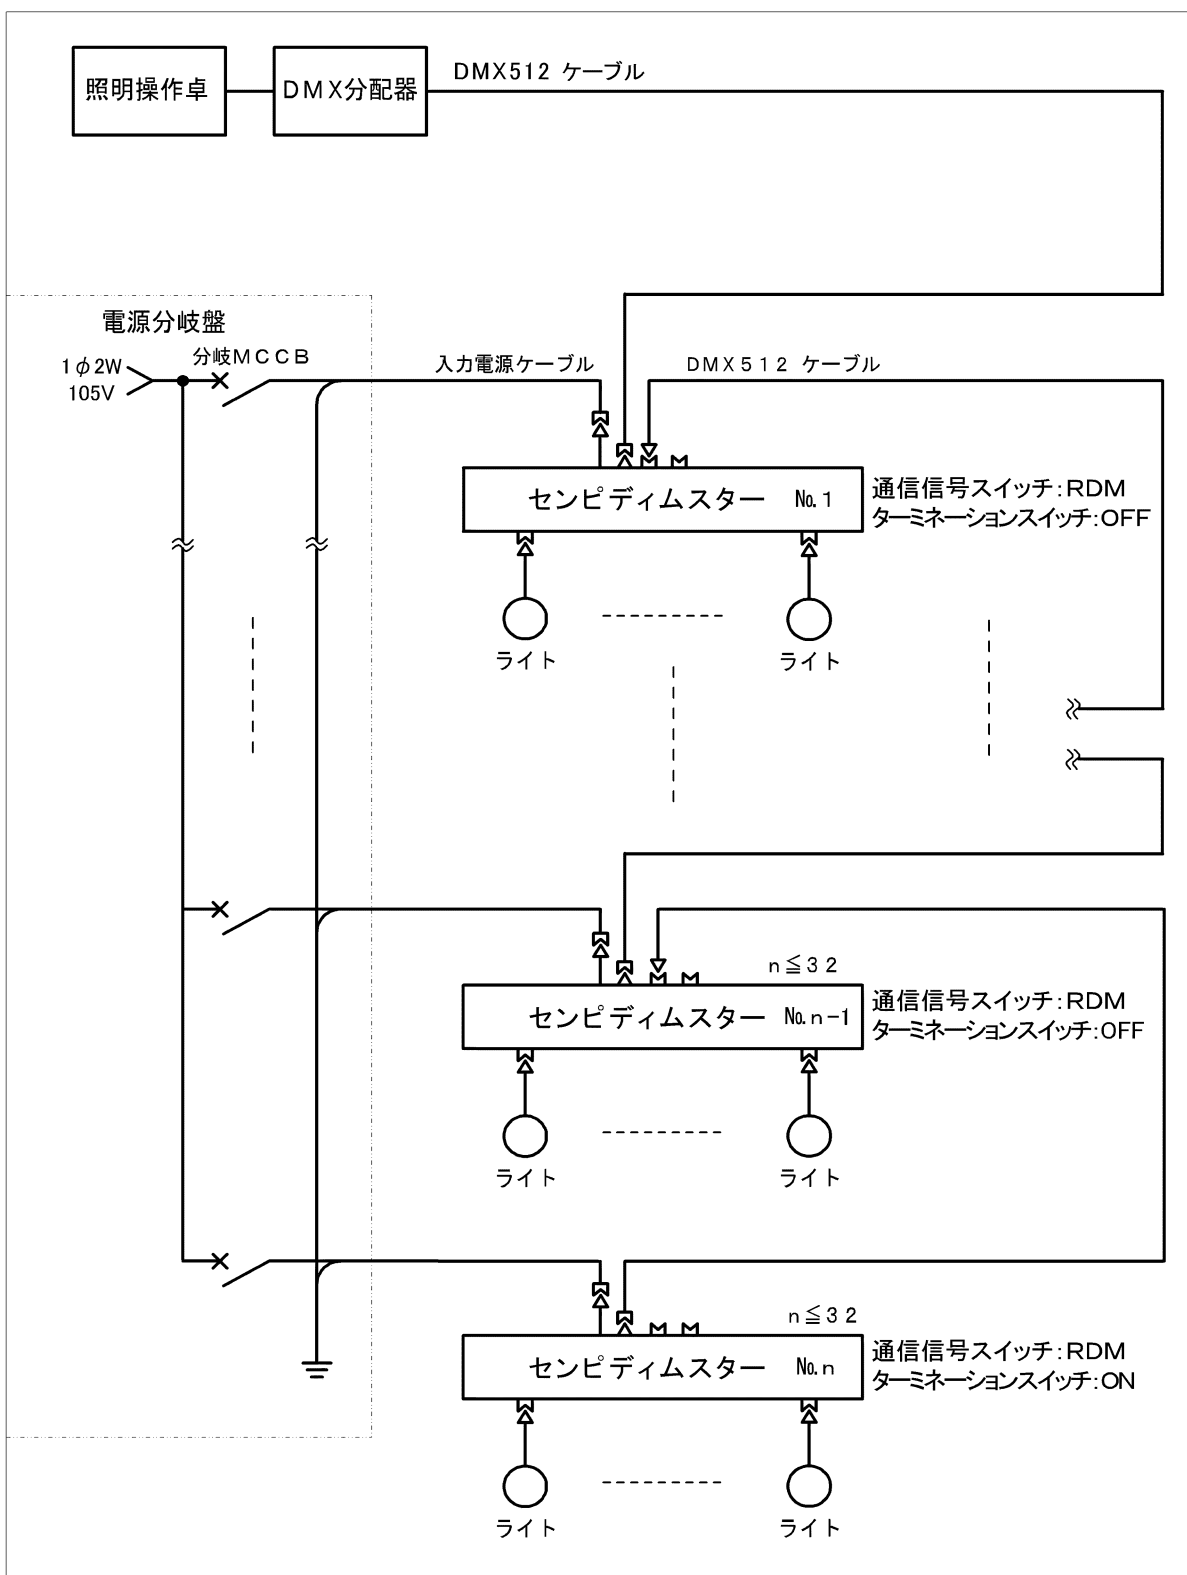 照明操作卓
DMX分配器
DMX512 ケーブル
電源分岐盤
1φ2W
105V
分岐MCCB
入力電源ケーブル
DMX512 ケーブル
センピディムスター No.1
通信信号スイッチ:RDM
ターミネーションスイッチ:OFF
ライト
ライト
n≦32
センピディムスター No.n-1
通信信号スイッチ:RDM
ターミネーションスイッチ:OFF
ライト
ライト
n≦32
センピディムスター No.n
通信信号スイッチ:RDM
ターミネーションスイッチ:ON
ライト
ライト